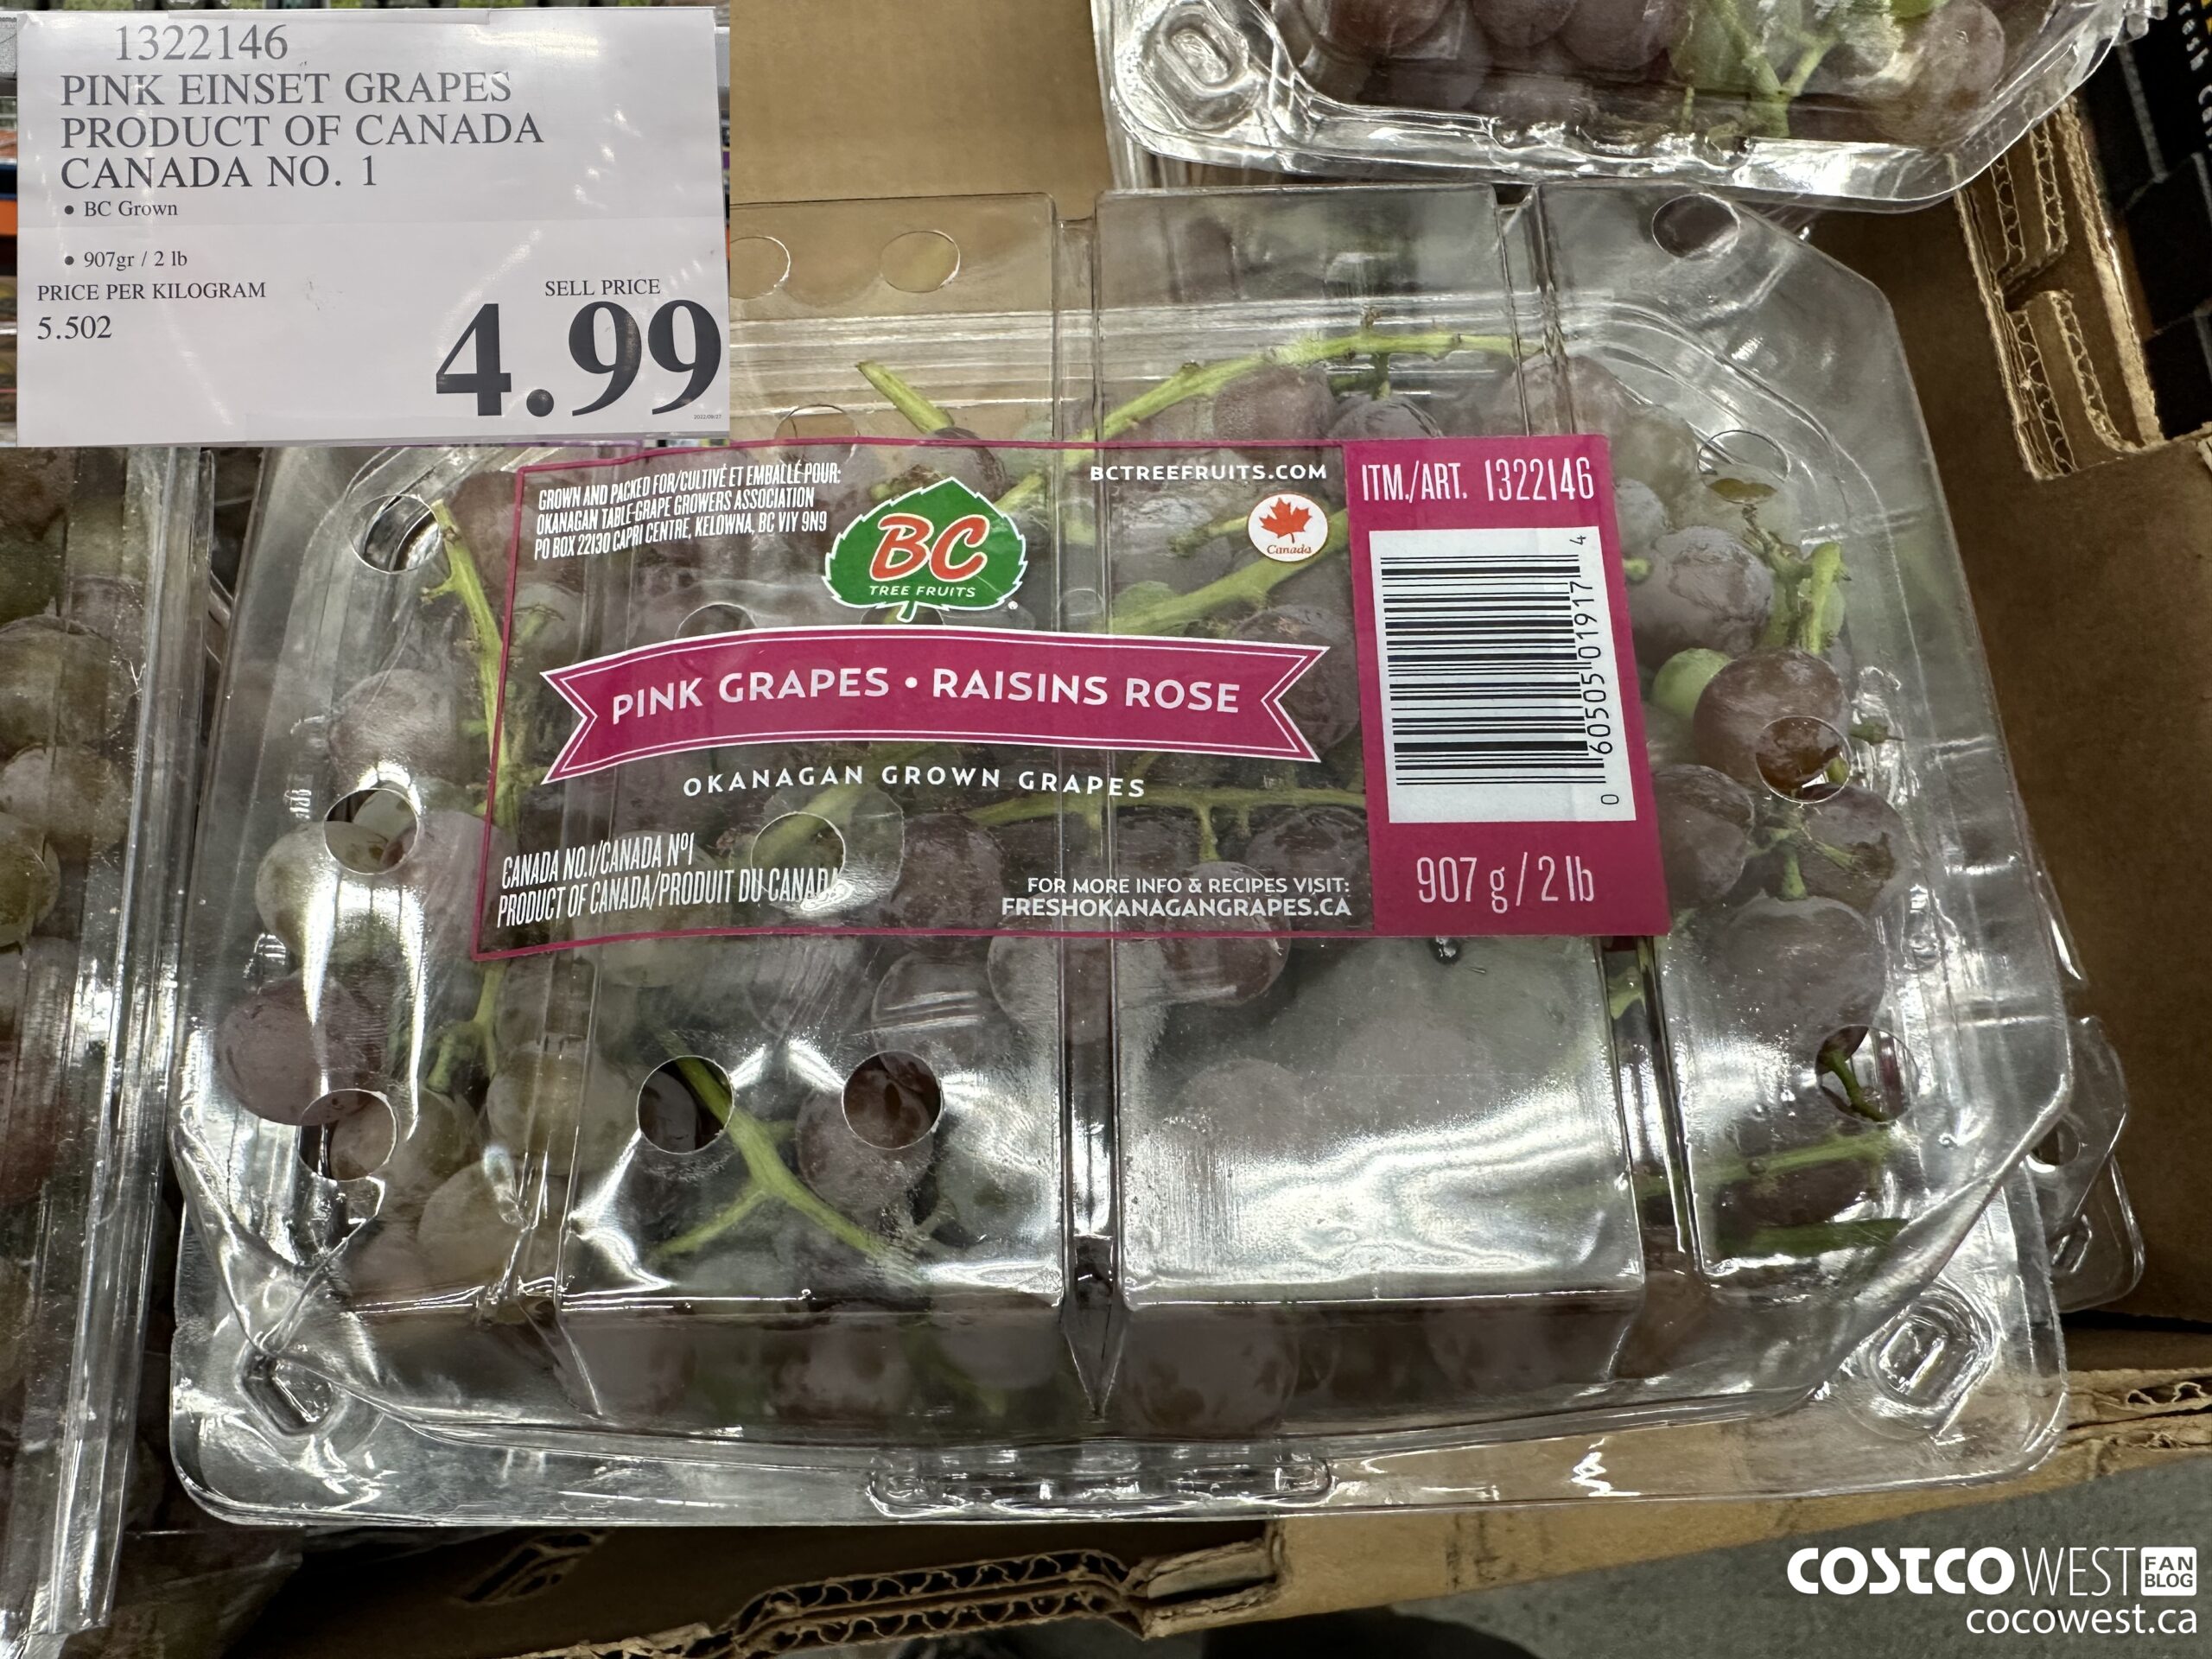 1322146
PINK EINSET GRAPES
PRODUCT OF CANADA
CANADA NO. 1
• BC Grown
• 907gr / 2 lb
PRICE PER KILOGRAM
5.502
SELL PRICE
4.99
GROWN AND PACKED FOR/CULTIVÉ ET EMBALLÉ POUR:
OKANAGAN TABLE GRAPE GROWERS ASSOCIATION
PO BOX 22130 CAPRI CENTRE, KELOWNA, BC V1Y 9N9
BC
TREE FRUITS
BCTREEFRUITS.COM
Canada
PINK GRAPES • RAISINS ROSE
OKANAGAN GROWN GRAPES
CANADA NO.1/CANADA Nº1
PRODUCT OF CANADA/PRODUIT DU CANADA
FOR MORE INFO & RECIPES VISIT:
FRESHOKANAGANGRAPES.CA
ITM./ART. 1322146
0 60505 01917 4
907 g / 2 lb
COSTCO WEST FAN BLOG
cocowest.ca